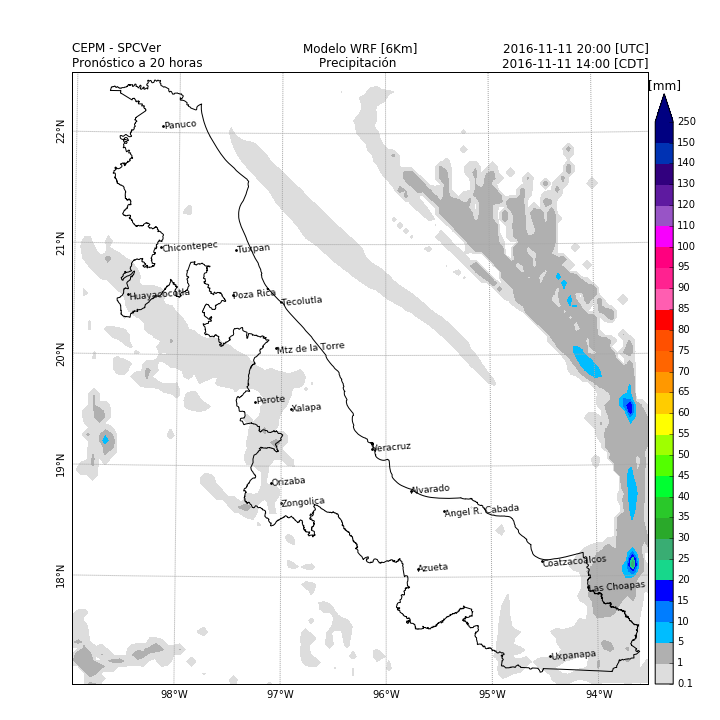 CEPM - SPCVer
Modelo WRF [6Km]
2016-11-11 20:00 [UTC]
Pronóstico a 20 horas
Precipitación
2016-11-11 14:00 [CDT]
[mm]
250
150
140
130
120
110
100
95
90
85
80
75
70
65
60
55
50
45
40
35
30
25
20
15
10
5
1
0.1
22°N
21°N
20°N
19°N
18°N
Panuco
Chicontepec
Tuxpan
Huayacocotla
Poza Rica
Tecolutla
Mtz de la Torre
Perote
Xalapa
Veracruz
Orizaba
Alvarado
Zongolica
Angel R. Cabada
Azueta
Coatzacoalcos
Las Choapas
Uxpanapa
98°W
97°W
96°W
95°W
94°W